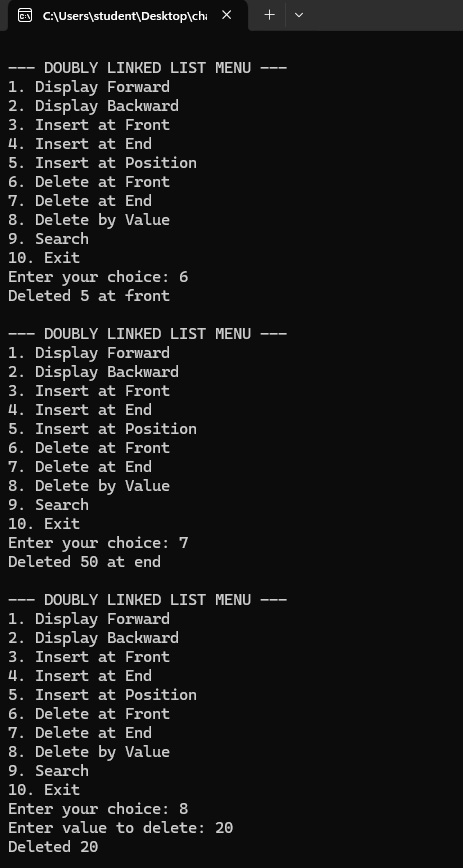 C:\Users\student\Desktop\cha
--- DOUBLY LINKED LIST MENU ---
1. Display Forward
2. Display Backward
3. Insert at Front
4. Insert at End
5. Insert at Position
6. Delete at Front
7. Delete at End
8. Delete by Value
9. Search
10. Exit
Enter your choice: 6
Deleted 5 at front
--- DOUBLY LINKED LIST MENU ---
1. Display Forward
2. Display Backward
3. Insert at Front
4. Insert at End
5. Insert at Position
6. Delete at Front
7. Delete at End
8. Delete by Value
9. Search
10. Exit
Enter your choice: 7
Deleted 50 at end
--- DOUBLY LINKED LIST MENU ---
1. Display Forward
2. Display Backward
3. Insert at Front
4. Insert at End
5. Insert at Position
6. Delete at Front
7. Delete at End
8. Delete by Value
9. Search
10. Exit
Enter your choice: 8
Enter value to delete: 20
Deleted 20